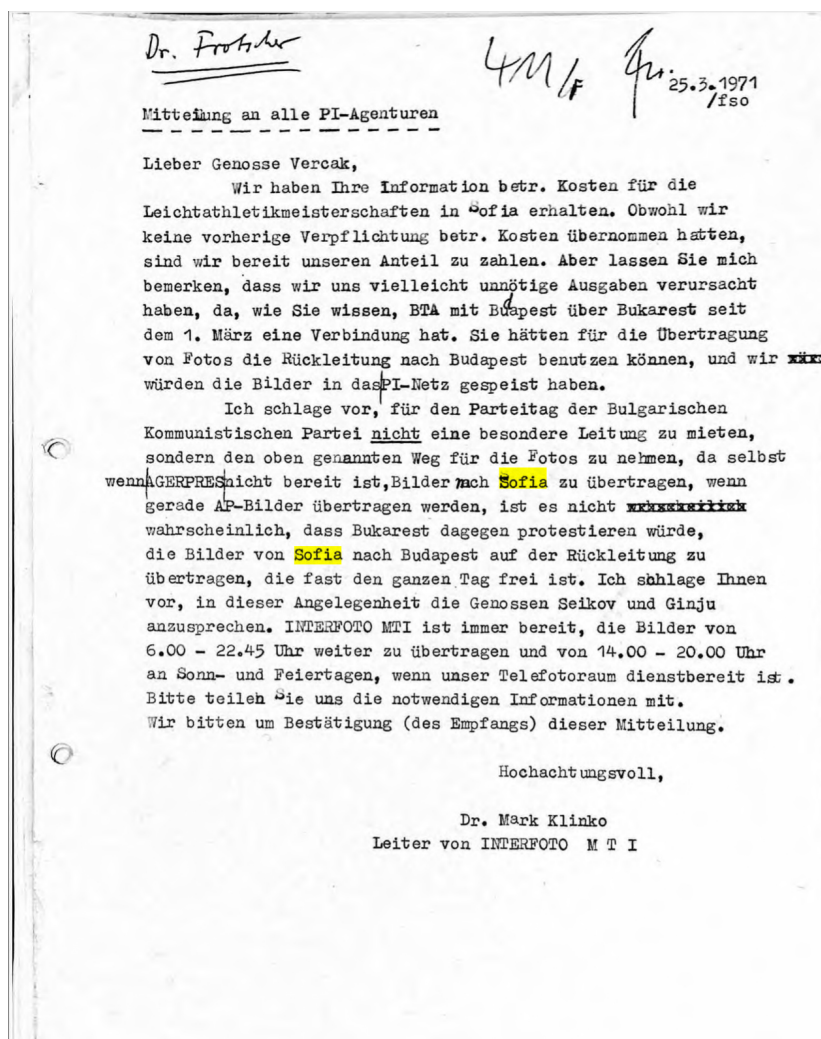 Dr. Frotscher
411/F
25.3.1971
/fso
Mitteilung an alle PI-Agenturen
Lieber Genosse Vercak,
Wir haben Ihre Information betr. Kosten für die
Leichtathletikmeisterschaften in Sofia erhalten. Obwohl wir
keine vorherige Verpflichtung betr. Kosten übernommen hatten,
sind wir bereit unseren Anteil zu zahlen. Aber lassen Sie mich
bemerken, dass wir uns vielleicht unnötige Ausgaben verursacht
haben, da, wie Sie wissen, BTA mit Budapest über Bukarest seit
dem 1. März eine Verbindung hat. Sie hätten für die Übertragung
von Fotos die Rückleitung nach Budapest benutzen können, und wir
würden die Bilder in das PI-Netz gespeist haben.
Ich schlage vor, für den Parteitag der Bulgarischen
Kommunistischen Partei nicht eine besondere Leitung zu mieten,
sondern den oben genannten Weg für die Fotos zu nehmen, da selbst
wenn AGERPRES nicht bereit ist, Bilder nach Sofia zu übertragen, wenn
gerade AP-Bilder übertragen werden, ist es nicht
wahrscheinlich, dass Bukarest dagegen protestieren würde,
die Bilder von Sofia nach Budapest auf der Rückleitung zu
übertragen, die fast den ganzen Tag frei ist. Ich schlage Ihnen
vor, in dieser Angelegenheit die Genossen Seikov und Ginju
anzusprechen. INTERFOTO MTI ist immer bereit, die Bilder von
6.00 - 22.45 Uhr weiter zu übertragen und von 14.00 - 20.00 Uhr
an Sonn- und Feiertagen, wenn unser Telefotoraum dienstbereit ist.
Bitte teileh Sie uns die notwendigen Informationen mit.
Wir bitten um Bestätigung (des Empfangs) dieser Mitteilung.
Hochachtungsvoll,
Dr. Mark Klinko
Leiter von INTERFOTO M T I